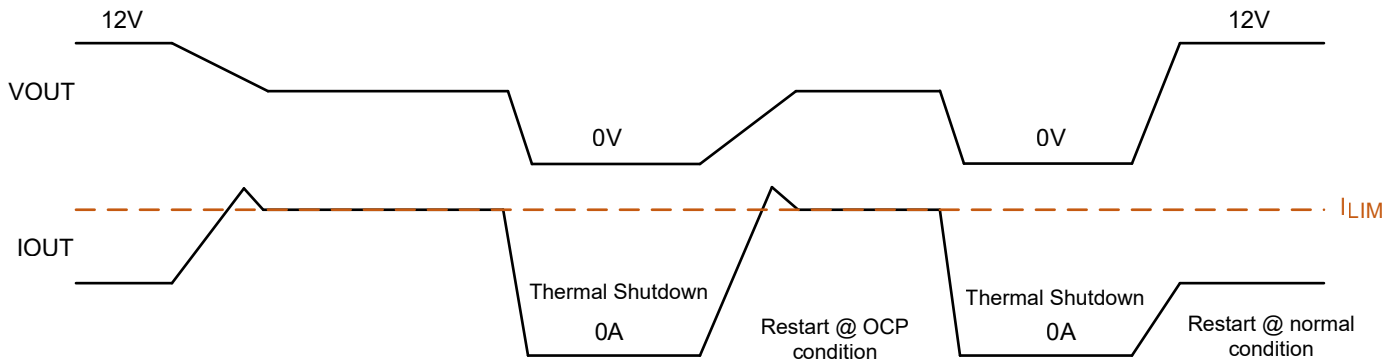 12V
12V
VOUT
0V
0V
ILIM
IOUT
Thermal Shutdown
0A
Restart @ OCP
condition
Thermal Shutdown
0A
Restart @ normal
condition